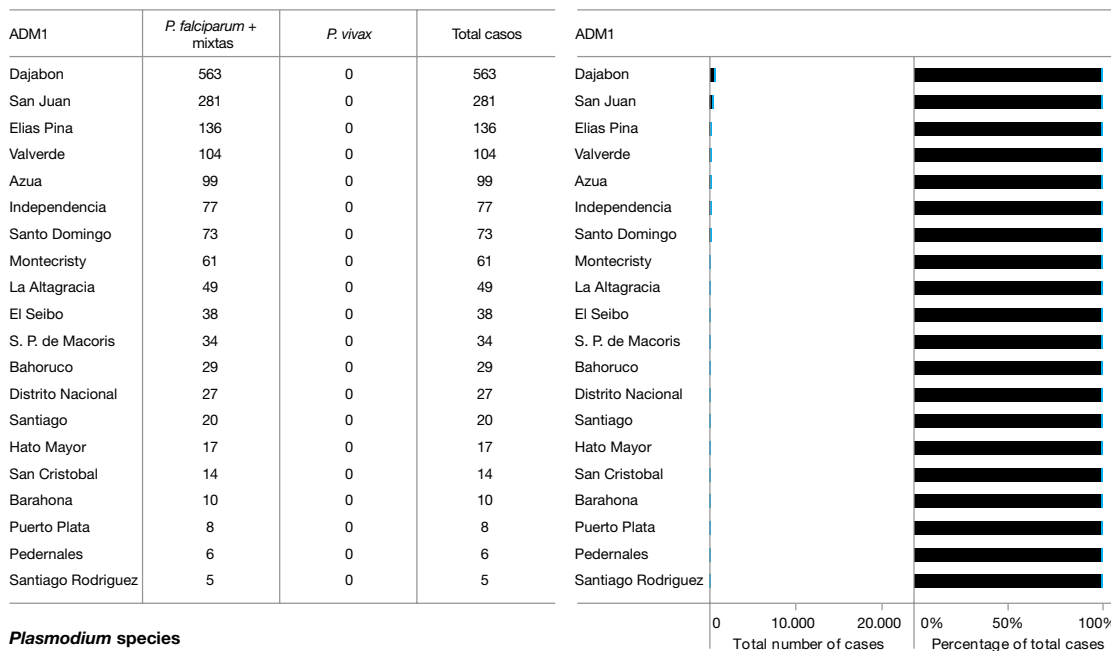 ADM1 P. falciparum + mixtas P. vivax Total casos
Dajabon 563 0 563
San Juan 281 0 281
Elias Pina 136 0 136
Valverde 104 0 104
Azua 99 0 99
Independencia 77 0 77
Santo Domingo 73 0 73
Montecristy 61 0 61
La Altagracia 49 0 49
El Seibo 38 0 38
S. P. de Macoris 34 0 34
Bahoruco 29 0 29
Distrito Nacional 27 0 27
Santiago 20 0 20
Hato Mayor 17 0 17
San Cristobal 14 0 14
Barahona 10 0 10
Puerto Plata 8 0 8
Pedernales 6 0 6
Santiago Rodriguez 5 0 5
Plasmodium species
ADM1
Dajabon
San Juan
Elias Pina
Valverde
Azua
Independencia
Santo Domingo
Montecristy
La Altagracia
El Seibo
S. P. de Macoris
Bahoruco
Distrito Nacional
Santiago
Hato Mayor
San Cristobal
Barahona
Puerto Plata
Pedernales
Santiago Rodriguez
0 10.000 20.000 0% 50% 100%
Total number of cases Percentage of total cases